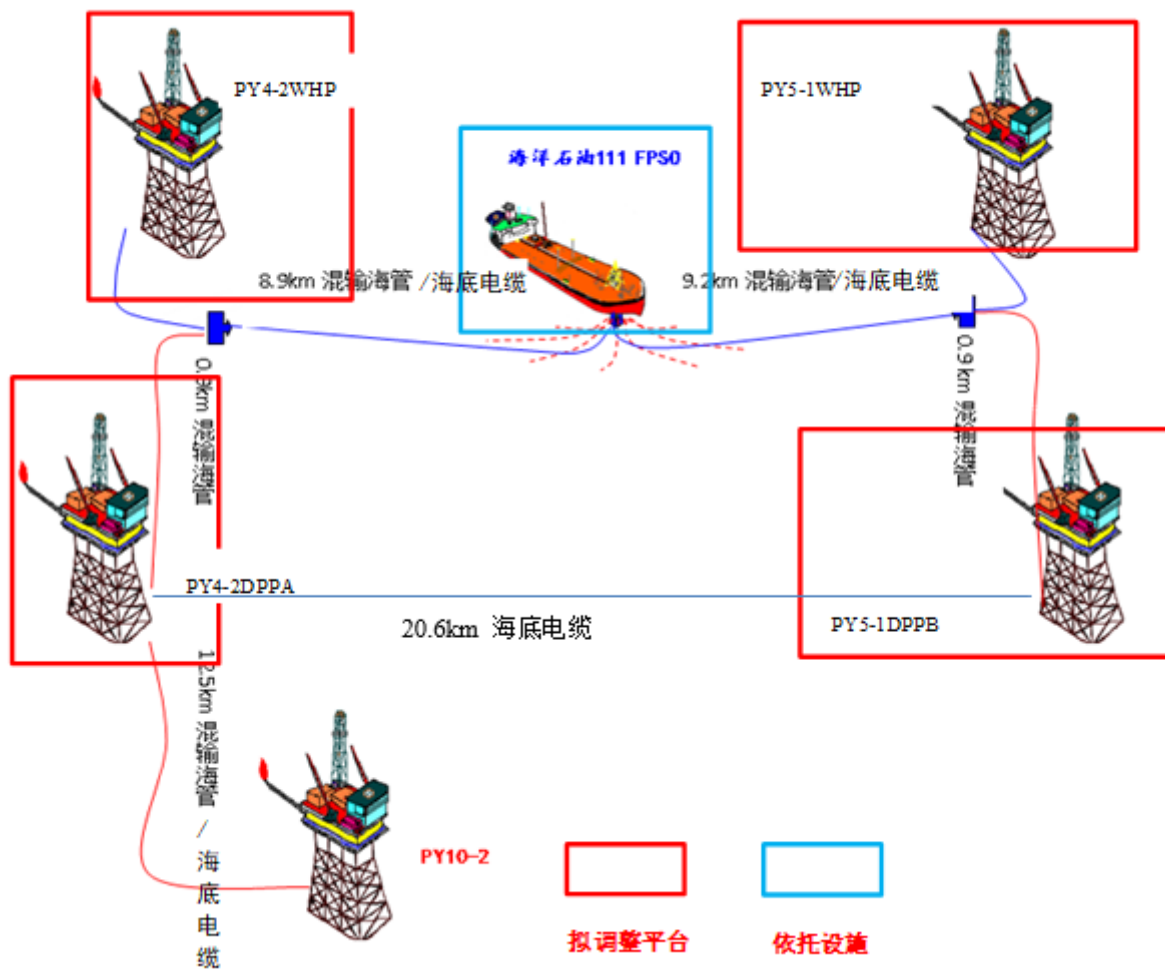 PY4-2WHP
PY5-1WHP
海洋石油111 FPSO
8.9km 混输海管 /海底电缆
9.2km 混输海管/海底电缆
0.9km 混输海管
0.9km 混输海管
PY4-2DPPA
20.6km 海底电缆
PY5-1DPPB
12.5km 混输海管 / 海底电缆
PY10-2
拟调整平台
依托设施